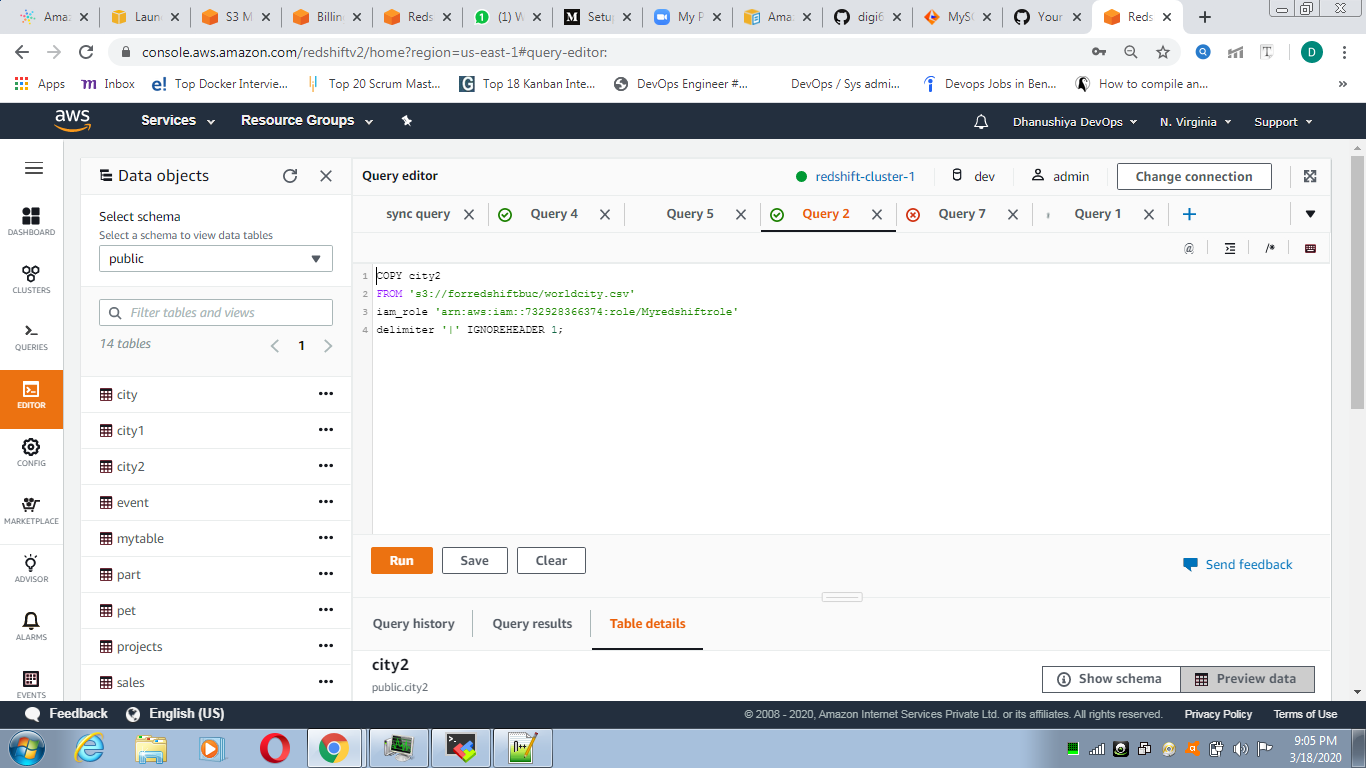 Amaz
Laun
S3 M
Billin
Reds
(1) W
Setu
My P
Amaz
digi6
MyS
Your
Reds
console.aws.amazon.com/redshiftv2/home?region=us-east-1#query-editor:
D
Apps
Inbox
Top Docker Intervie...
Top 20 Scrum Mast...
Top 18 Kanban Inte...
DevOps Engineer #...
DevOps / Sys admi...
Devops Jobs in Ben...
How to compile an...
aws
Services
Resource Groups
Dhanushiya DevOps
N. Virginia
Support
DASHBOARD
CLUSTERS
QUERIES
EDITOR
CONFIG
MARKETPLACE
ADVISOR
ALARMS
EVENTS
Data objects
Select schema
Select a schema to view data tables
public
Filter tables and views
14 tables
1
city
city1
city2
event
mytable
part
pet
projects
sales
Query editor
redshift-cluster-1
dev
admin
Change connection
sync query
Query 4
Query 5
Query 2
Query 7
Query 1
@
/*
1 COPY city2
2 FROM 's3://forredshiftbuc/worldcity.csv'
3 iam_role 'arn:aws:iam::732928366374:role/Myredshiftrole'
4 delimiter '|' IGNOREHEADER 1;
Run
Save
Clear
Send feedback
Query history
Query results
Table details
city2
public.city2
Show schema
Preview data
Feedback
English (US)
© 2008 - 2020, Amazon Internet Services Private Ltd. or its affiliates. All rights reserved.
Privacy Policy
Terms of Use
9:05 PM
3/18/2020